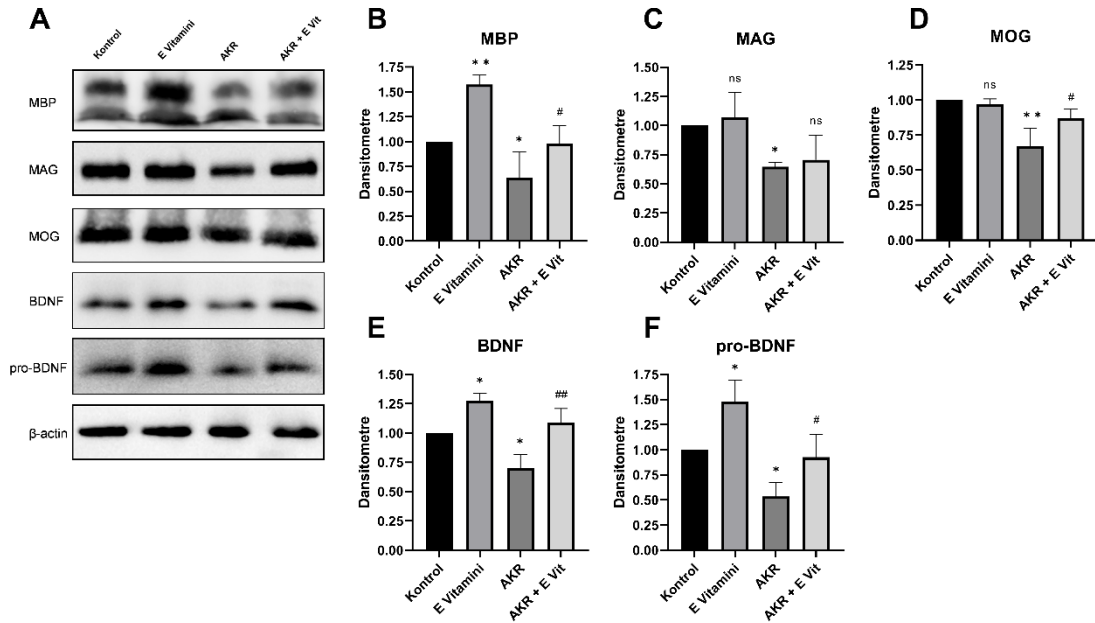 A
Kontrol
E Vitamini
AKR
AKR + E Vit
MBP
MAG
MOG
BDNF
pro-BDNF
β-actin
B
MBP
Dansitometre
1.75
1.50
1.25
1.00
0.75
0.50
0.25
0.00
**
*
#
Kontrol
E Vitamini
AKR
AKR + E Vit
C
MAG
Dansitometre
1.50
1.25
1.00
0.75
0.50
0.25
0.00
ns
*
ns
Kontrol
E Vitamini
AKR
AKR + E Vit
D
MOG
Dansitometre
1.25
1.00
0.75
0.50
0.25
0.00
ns
**
#
Kontrol
E Vitamini
AKR
AKR + E Vit
E
BDNF
Dansitometre
1.50
1.25
1.00
0.75
0.50
0.25
0.00
*
*
##
Kontrol
E Vitamini
AKR
AKR + E Vit
F
pro-BDNF
Dansitometre
1.75
1.50
1.25
1.00
0.75
0.50
0.25
0.00
*
*
#
Kontrol
E Vitamini
AKR
AKR + E Vit